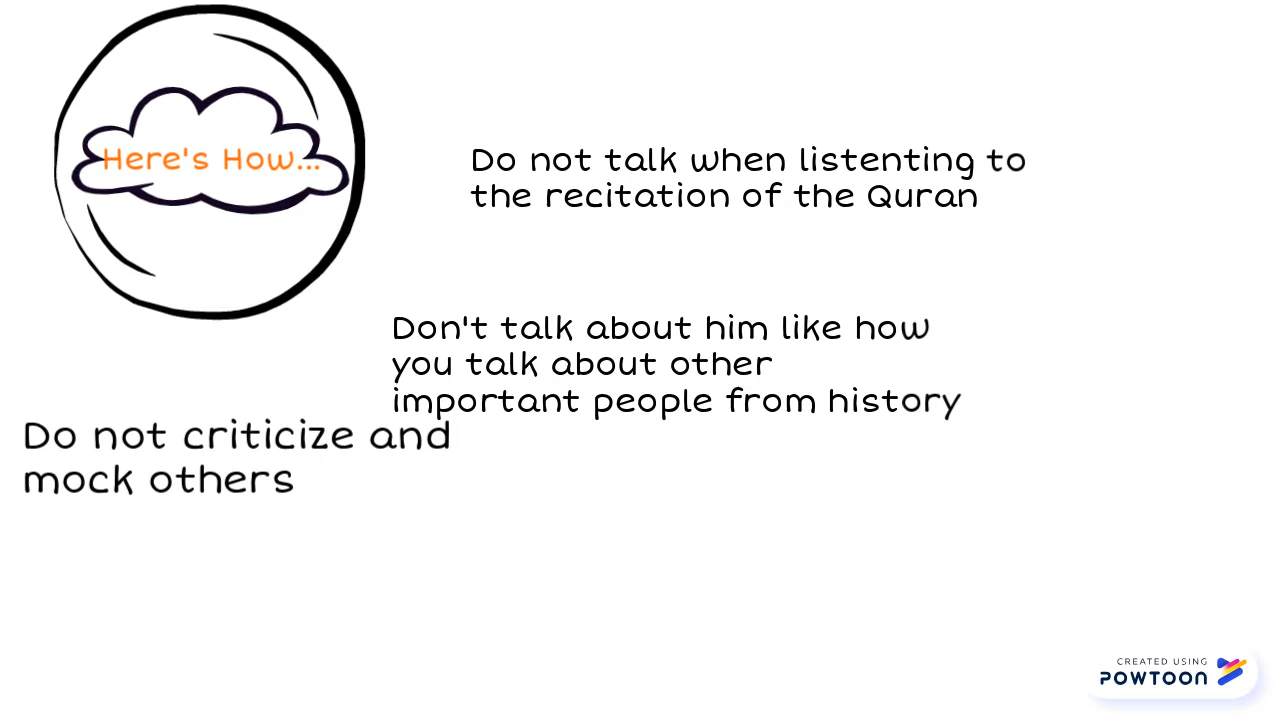 Here's How...
Do not talk when listenting to
the recitation of the Quran
Don't talk about him like how
you talk about other
important people from history
Do not criticize and
mock others
CREATED USING
POWTOON